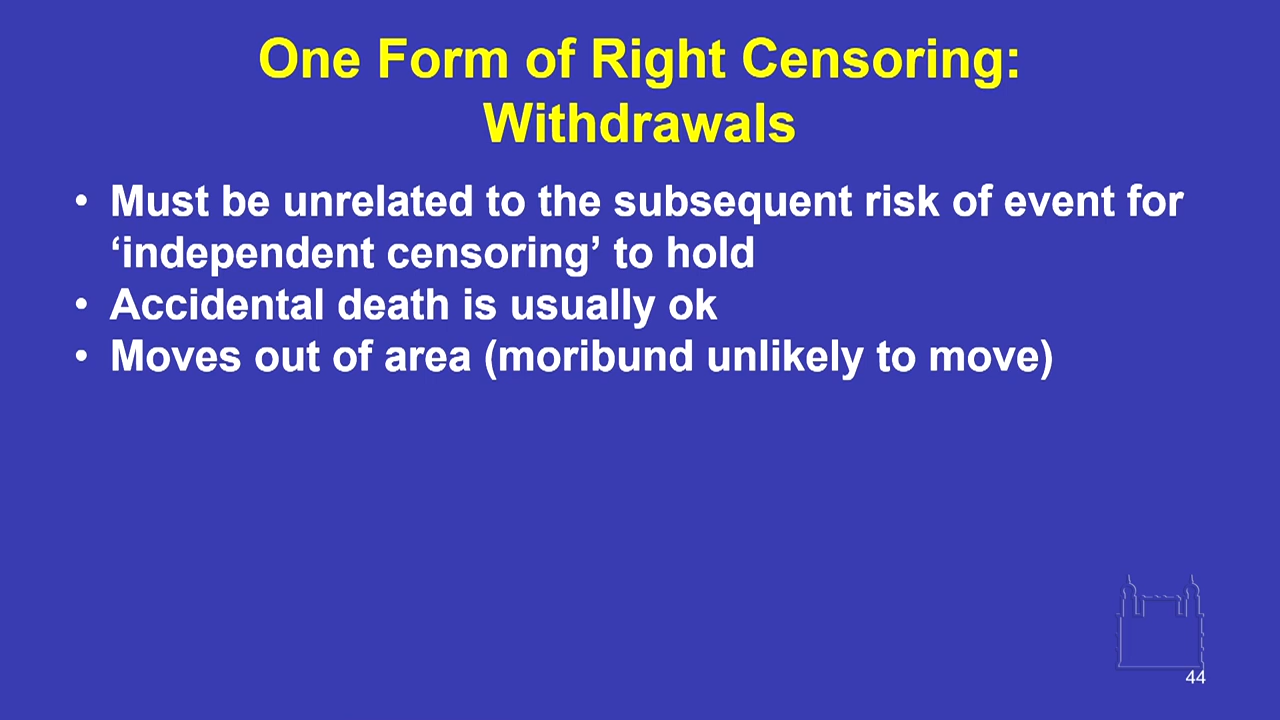 One Form of Right Censoring:
Withdrawals
• Must be unrelated to the subsequent risk of event for
‘independent censoring’ to hold
• Accidental death is usually ok
• Moves out of area (moribund unlikely to move)
44